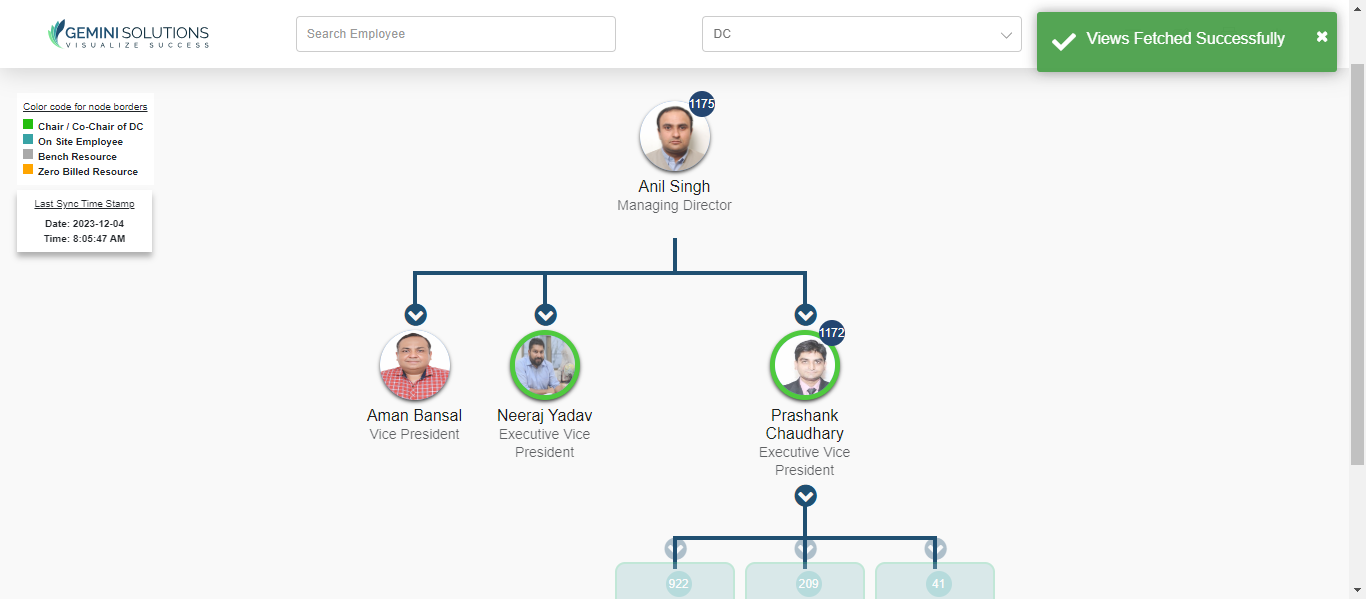 GEMINI SOLUTIONS
VISUALIZE SUCCESS
Search Employee
DC
Views Fetched Successfully
Color code for node borders
Chair / Co-Chair of DC
On Site Employee
Bench Resource
Zero Billed Resource
Last Sync Time Stamp
Date: 2023-12-04
Time: 8:05:47 AM
1175
Anil Singh
Managing Director
Aman Bansal
Vice President
Neeraj Yadav
Executive Vice
President
1172
Prashank
Chaudhary
Executive Vice
President
922
209
41